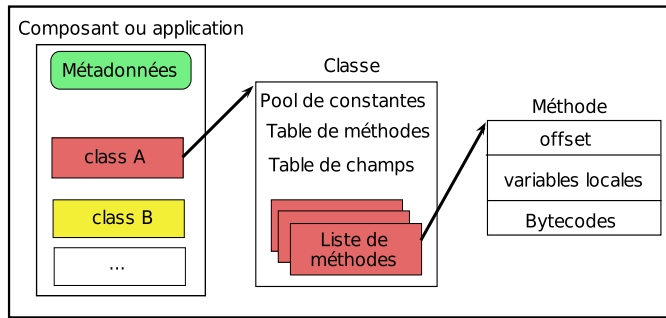 Composant ou application
Métadonnées
class A
class B
...
Classe
Pool de constantes
Table de méthodes
Table de champs
Liste de
méthodes
Méthode
offset
variables locales
Bytecodes